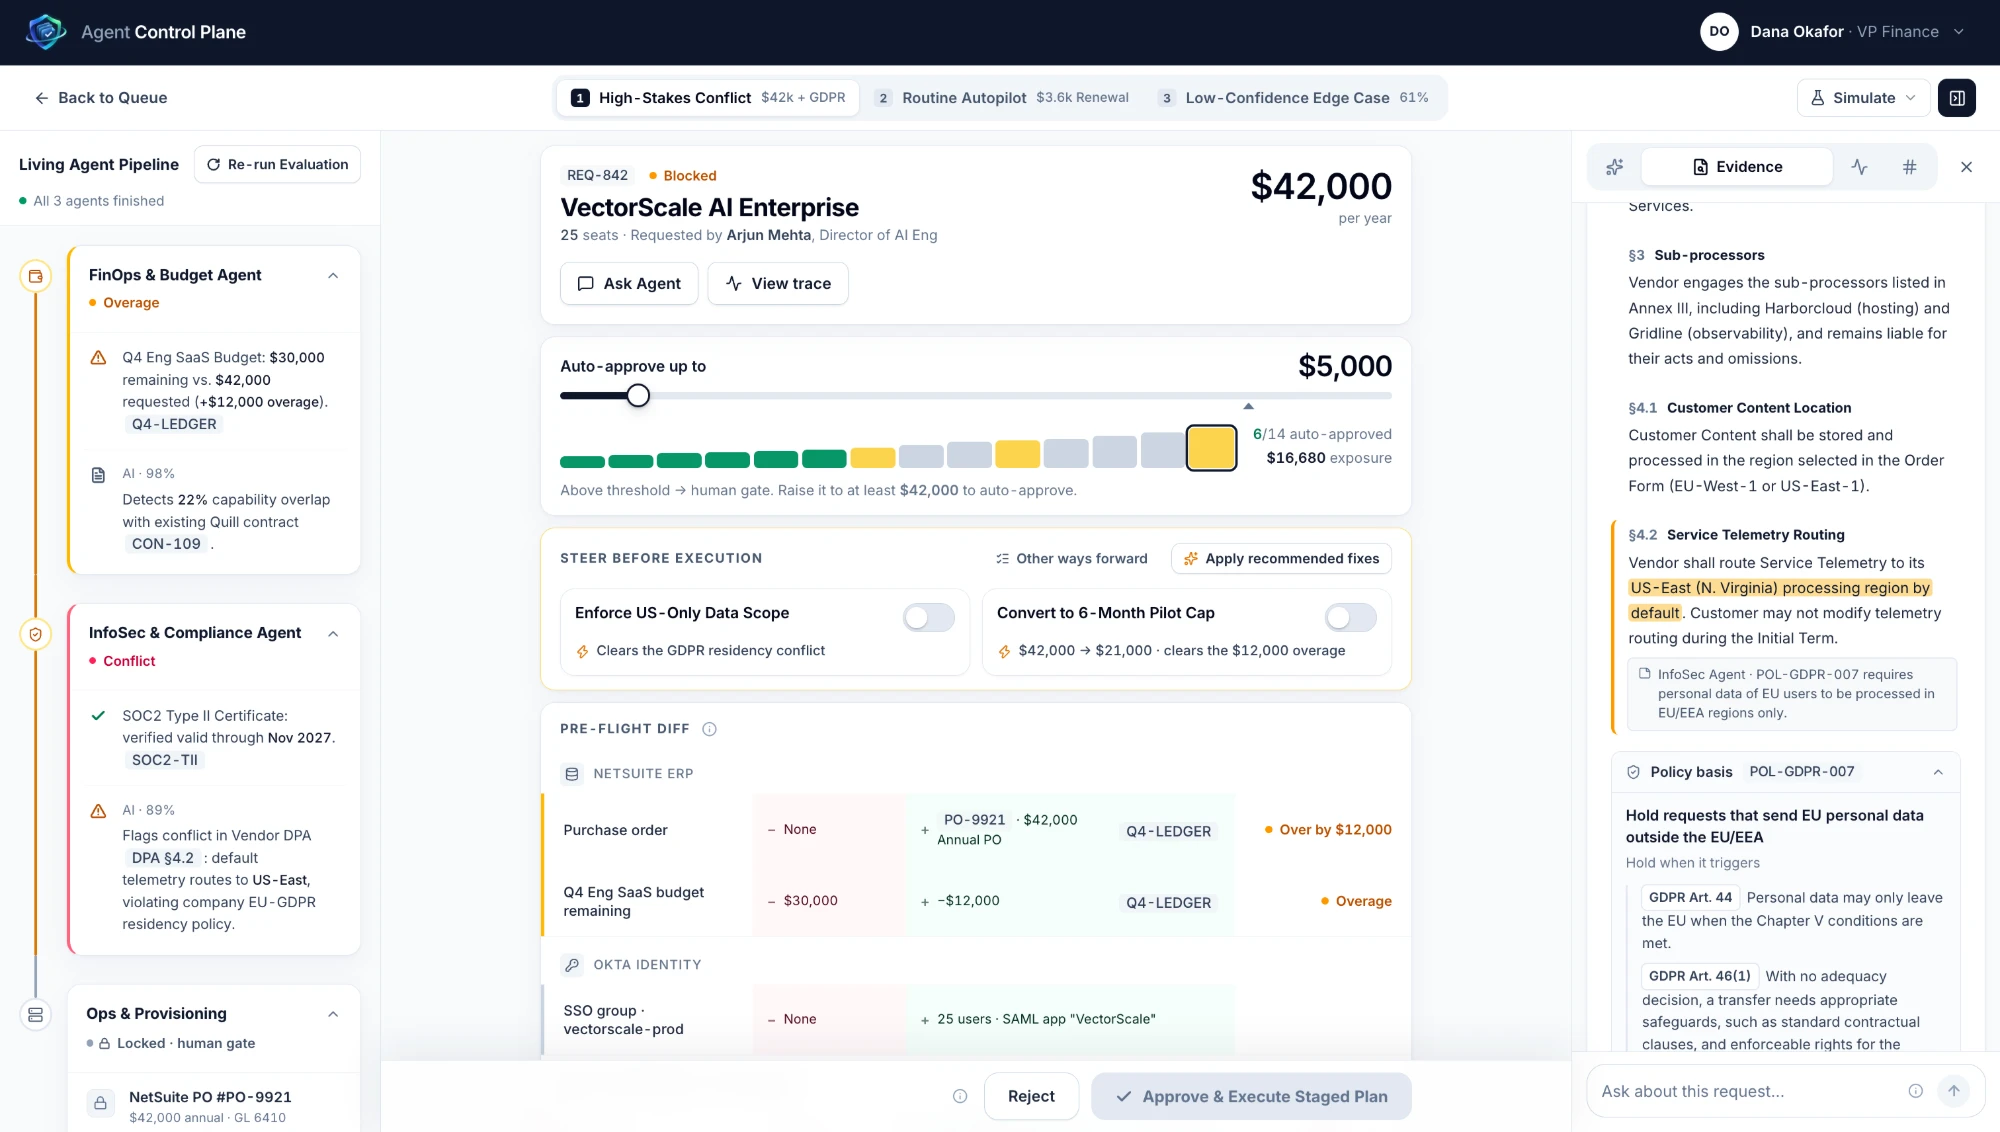 Agent Control Plane
DO Dana Okafor · VP Finance
Back to Queue
1 High-Stakes Conflict $42k + GDPR
2 Routine Autopilot $3.6k Renewal
3 Low-Confidence Edge Case 61%
Simulate
Living Agent Pipeline
Re-run Evaluation
All 3 agents finished
FinOps & Budget Agent
Overage
Q4 Eng SaaS Budget: $30,000
remaining vs. $42,000
requested (+$12,000 overage).
Q4-LEDGER
AI · 98%
Detects 22% capability overlap
with existing Quill contract
CON-109 .
InfoSec & Compliance Agent
Conflict
SOC2 Type II Certificate:
verified valid through Nov 2027.
SOC2-TII
AI · 89%
Flags conflict in Vendor DPA
DPA §4.2 : default
telemetry routes to US-East,
violating company EU-GDPR
residency policy.
Ops & Provisioning
Locked · human gate
NetSuite PO #PO-9921
$42,000 annual · GL 6410
REQ-842 Blocked
VectorScale AI Enterprise
25 seats · Requested by Arjun Mehta, Director of AI Eng
$42,000
per year
Ask Agent
View trace
Auto-approve up to
$5,000
6/14 auto-approved
$16,680 exposure
Above threshold → human gate. Raise it to at least $42,000 to auto-approve.
STEER BEFORE EXECUTION
Other ways forward
Apply recommended fixes
Enforce US-Only Data Scope
Clears the GDPR residency conflict
Convert to 6-Month Pilot Cap
$42,000 → $21,000 · clears the $12,000 overage
PRE-FLIGHT DIFF
NETSUITE ERP
Purchase order
− None
+ PO-9921 · $42,000
Annual PO
Q4-LEDGER
Over by $12,000
Q4 Eng SaaS budget
remaining
− $30,000
+ −$12,000
Q4-LEDGER
Overage
OKTA IDENTITY
SSO group ·
vectorscale-prod
− None
+ 25 users · SAML app "VectorScale"
Reject
Approve & Execute Staged Plan
Evidence
Services.
§3 Sub-processors
Vendor engages the sub-processors listed in
Annex III, including Harborcloud (hosting) and
Gridline (observability), and remains liable for
their acts and omissions.
§4.1 Customer Content Location
Customer Content shall be stored and
processed in the region selected in the Order
Form (EU-West-1 or US-East-1).
§4.2 Service Telemetry Routing
Vendor shall route Service Telemetry to its
US-East (N. Virginia) processing region by
default. Customer may not modify telemetry
routing during the Initial Term.
InfoSec Agent · POL-GDPR-007 requires
personal data of EU users to be processed in
EU/EEA regions only.
Policy basis POL-GDPR-007
Hold requests that send EU personal data
outside the EU/EEA
Hold when it triggers
GDPR Art. 44 Personal data may only leave
the EU when the Chapter V conditions are
met.
GDPR Art. 46(1) With no adequacy
decision, a transfer needs appropriate
safeguards, such as standard contractual
clauses, and enforceable rights for the
Ask about this request...